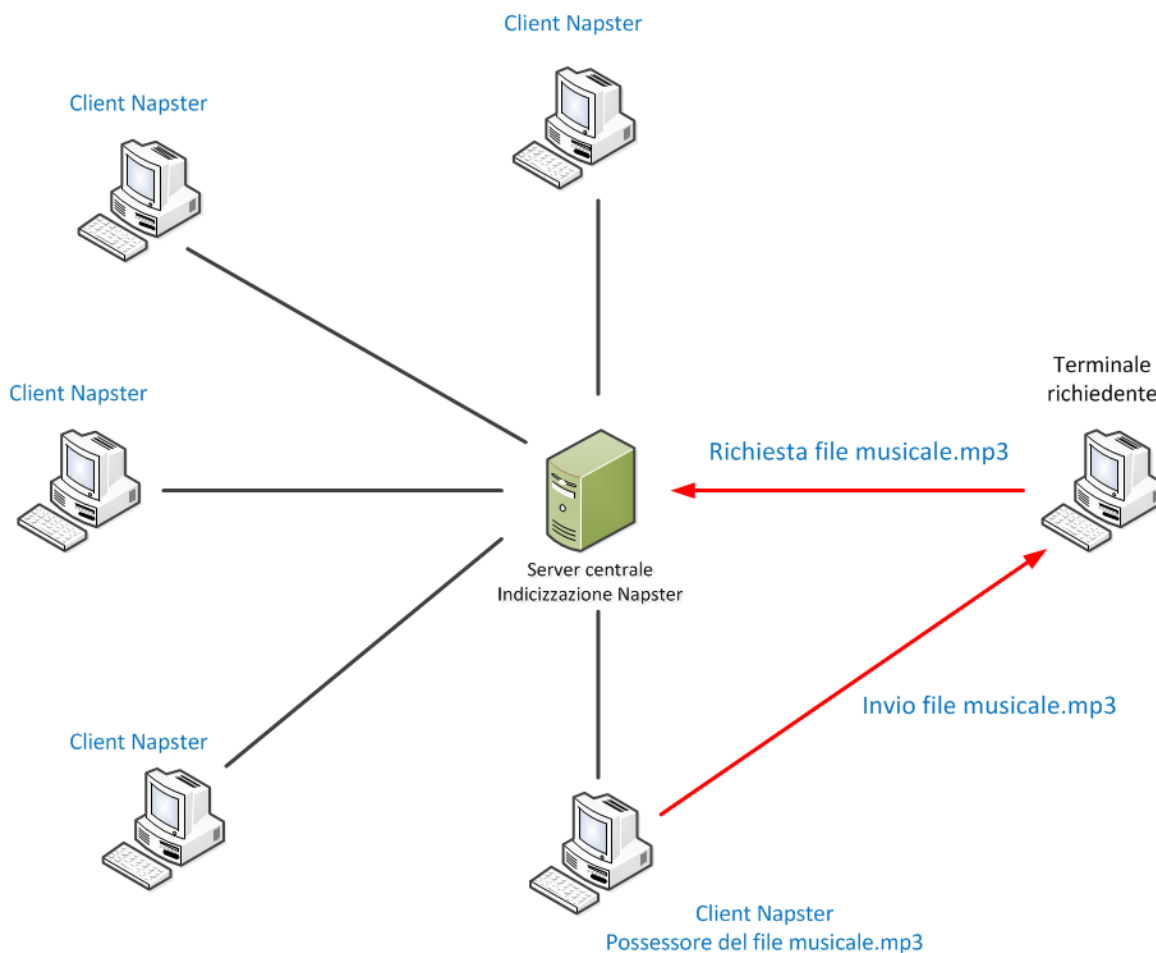 Client Napster
Client Napster
Client Napster
Terminale
richiedente
Richiesta file musicale.mp3
Server centrale
Indicizzazione Napster
Invio file musicale.mp3
Client Napster
Client Napster
Possessore del file musicale.mp3